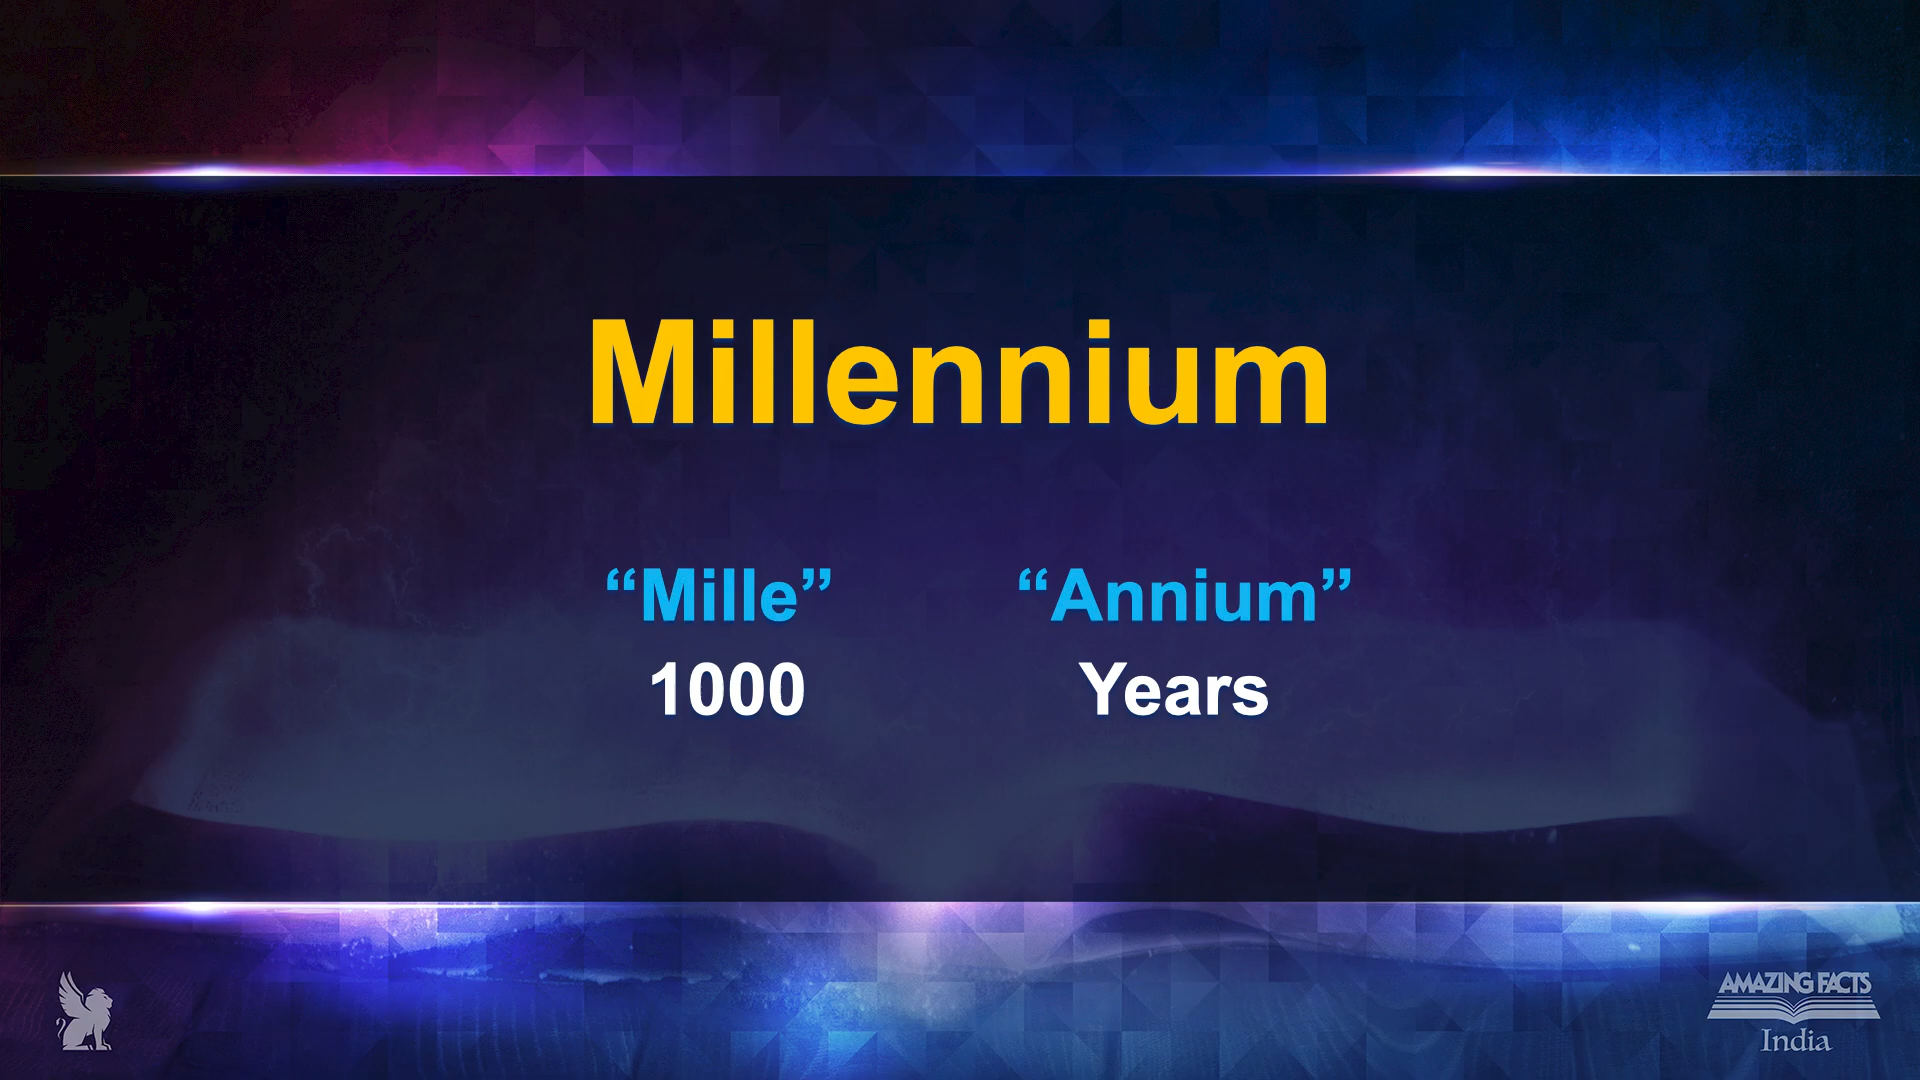 Millennium
“Mille” “Annium”
1000 Years
AMAZING FACTS
India